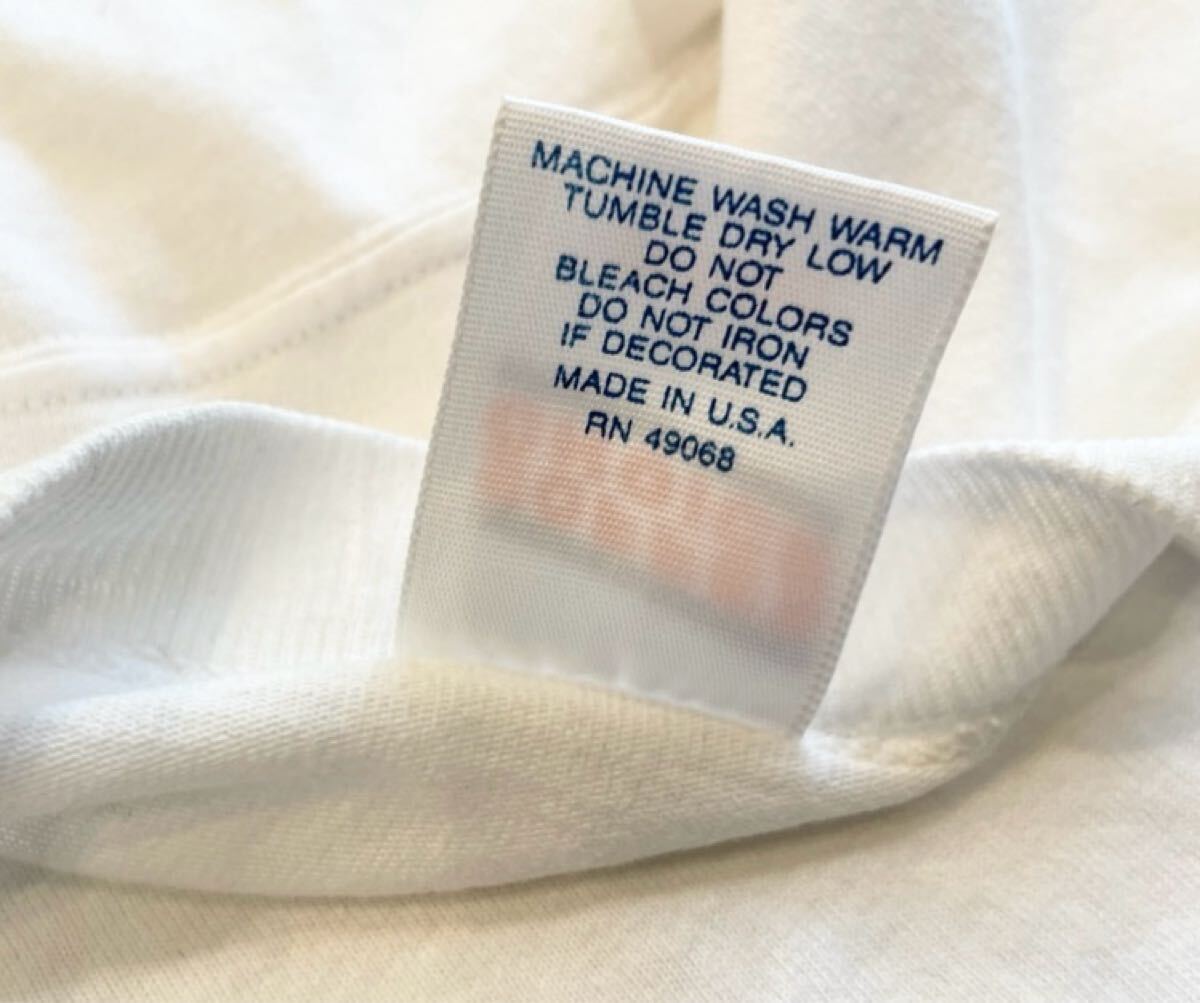 MACHINE WASH WARM
TUMBLE DRY LOW
DO NOT
BLEACH COLORS
DO NOT IRON
IF DECORATED
MADE IN U.S.A.
RN 49068